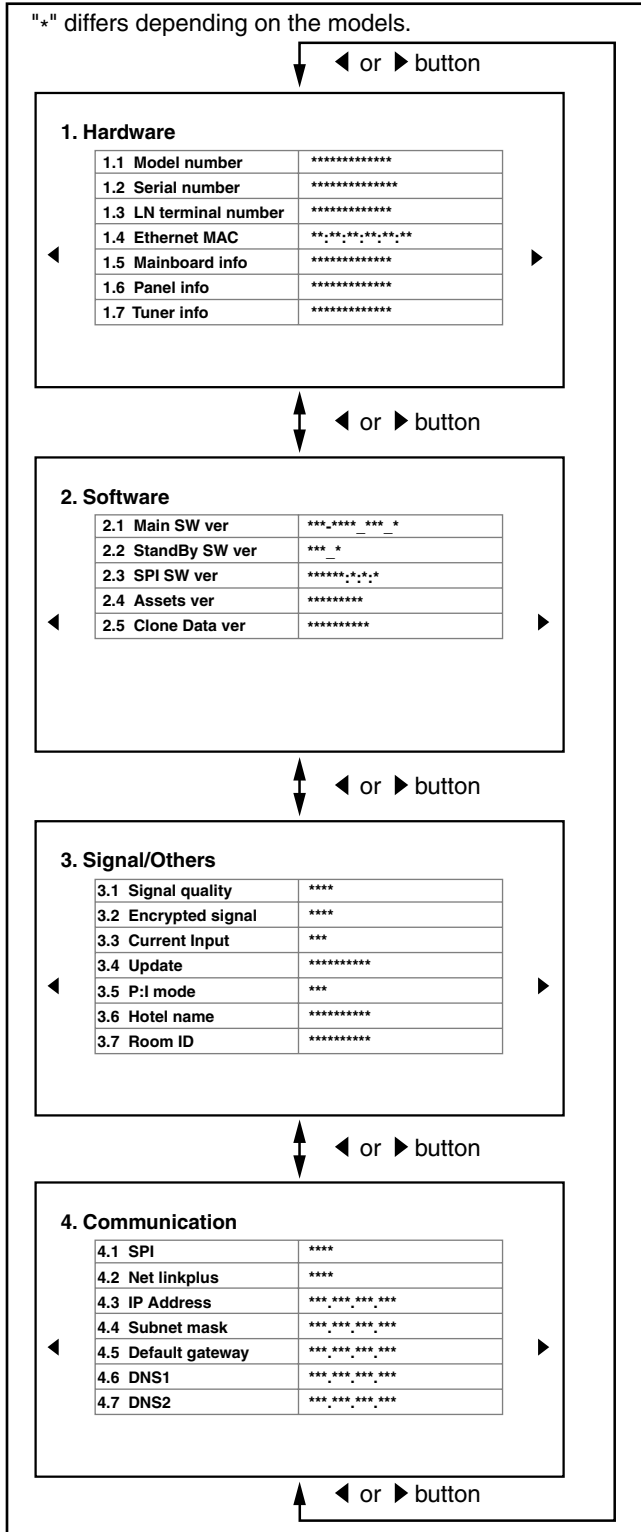 "*" differs depending on the models.
◀ or ▶ button
1. Hardware
1.1 Model number *************
1.2 Serial number **************
1.3 LN terminal number *************
1.4 Ethernet MAC **:**:**:**:**:**
1.5 Mainboard info *************
1.6 Panel info *************
1.7 Tuner info *************
◀ ▶
◀ or ▶ button
2. Software
2.1 Main SW ver ***-****_***_*
2.2 StandBy SW ver ***_*
2.3 SPI SW ver ******:*:*:*
2.4 Assets ver *********
2.5 Clone Data ver **********
◀ ▶
◀ or ▶ button
3. Signal/Others
3.1 Signal quality ****
3.2 Encrypted signal ****
3.3 Current Input ***
3.4 Update **********
3.5 P:I mode ***
3.6 Hotel name **********
3.7 Room ID **********
◀ ▶
◀ or ▶ button
4. Communication
4.1 SPI ****
4.2 Net linkplus ****
4.3 IP Address ***.***.***.***
4.4 Subnet mask ***.***.***.***
4.5 Default gateway ***.***.***.***
4.6 DNS1 ***.***.***.***
4.7 DNS2 ***.***.***.***
◀ ▶
◀ or ▶ button